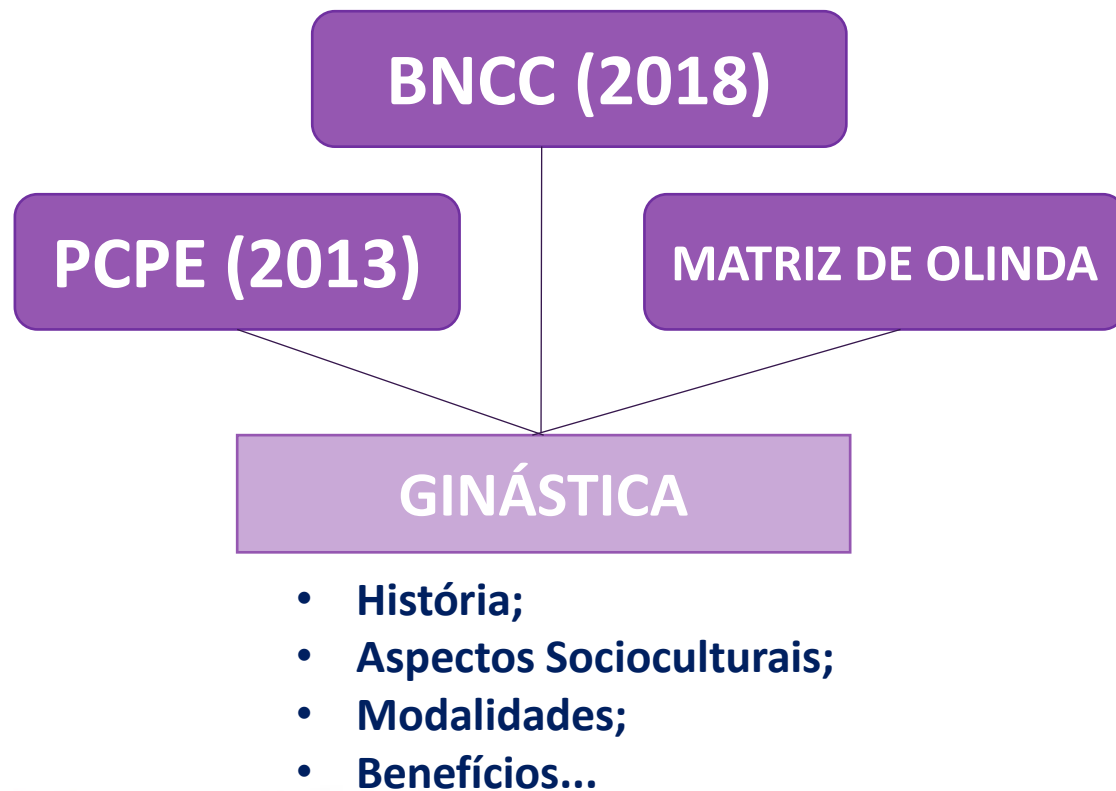 BNCC (2018)
PCPE (2013)
MATRIZ DE OLINDA
GINÁSTICA
• História;
• Aspectos Socioculturais;
• Modalidades;
• Benefícios...